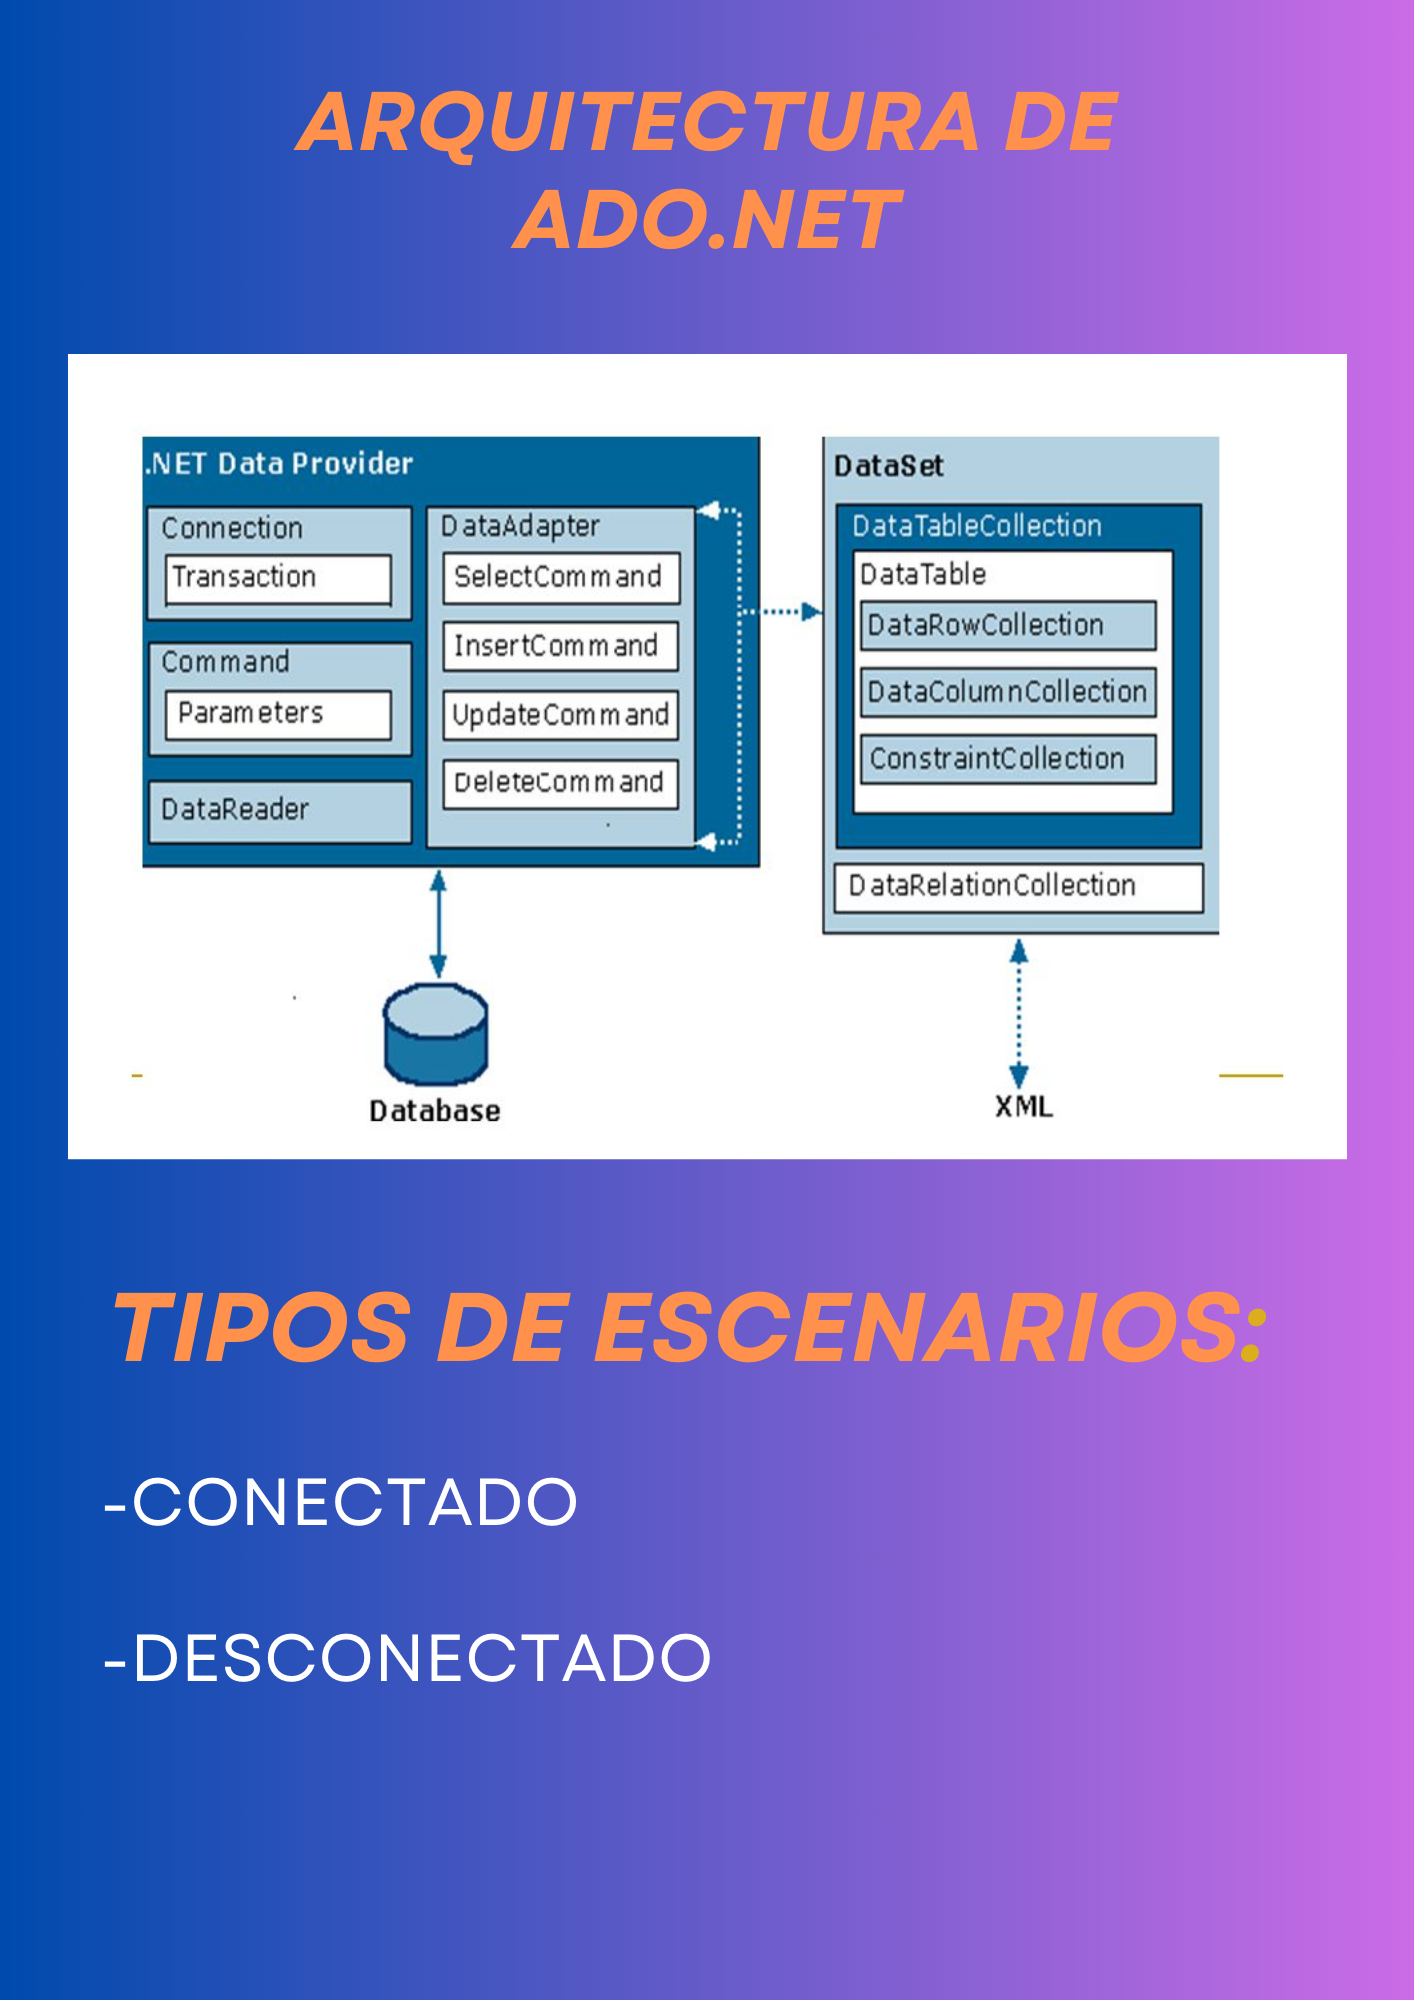 ARQUITECTURA DE
ADO.NET
.NET Data Provider
Connection
Transaction
Command
Parameters
DataReader
DataAdapter
SelectCommand
InsertCommand
UpdateCommand
DeleteCommand
DataSet
DataTableCollection
DataTable
DataRowCollection
DataColumnCollection
ConstraintCollection
DataRelationCollection
Database
XML
TIPOS DE ESCENARIOS:
-CONECTADO
-DESCONECTADO